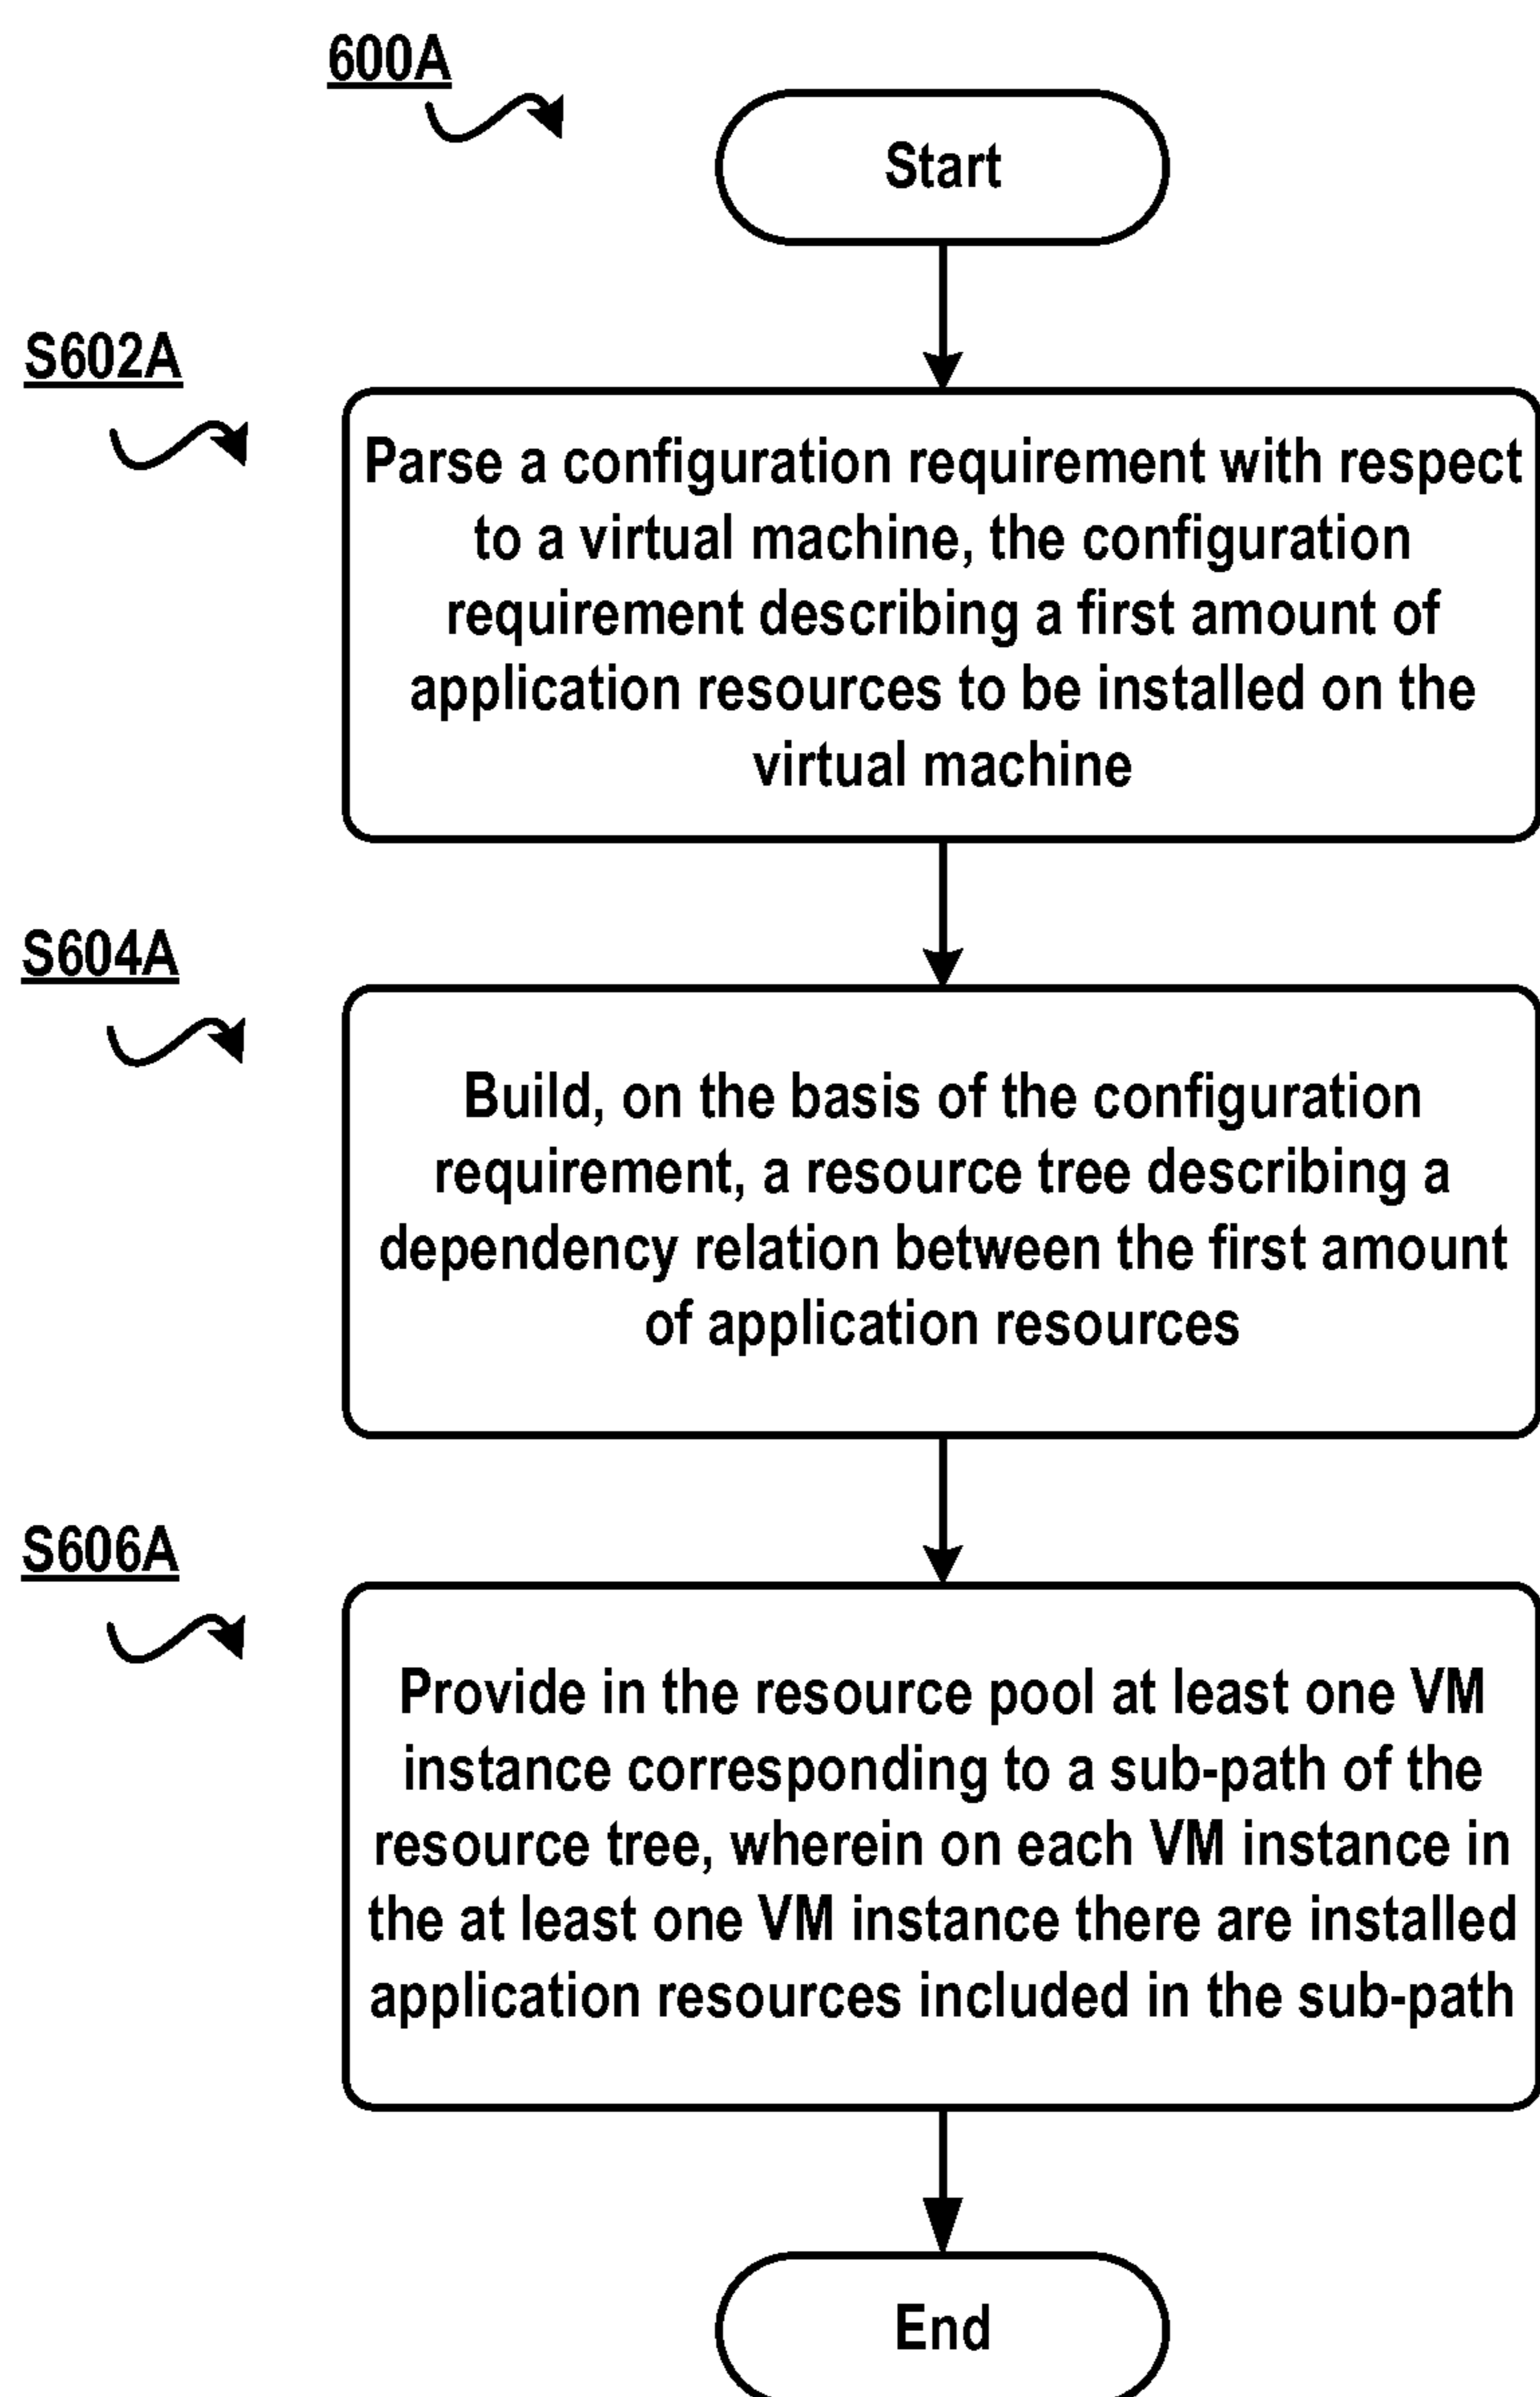 600A
Start
S602A
Parse a configuration requirement with respect
to a virtual machine, the configuration
requirement describing a first amount of
application resources to be installed on the
virtual machine
S604A
Build, on the basis of the configuration
requirement, a resource tree describing a
dependency relation between the first amount
of application resources
S606A
Provide in the resource pool at least one VM
instance corresponding to a sub-path of the
resource tree, wherein on each VM instance in
the at least one VM instance there are installed
application resources included in the sub-path
End